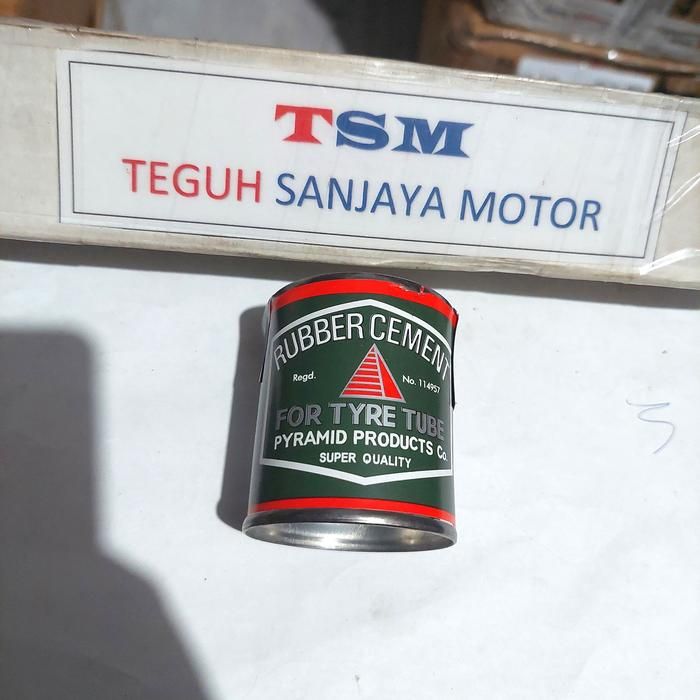 TSM
TEGUH SANJAYA MOTOR
RUBBER CEMENT
Regd. No. 114957
FOR TYRE TUBE
PYRAMID PRODUCTS Co.
SUPER QUALITY